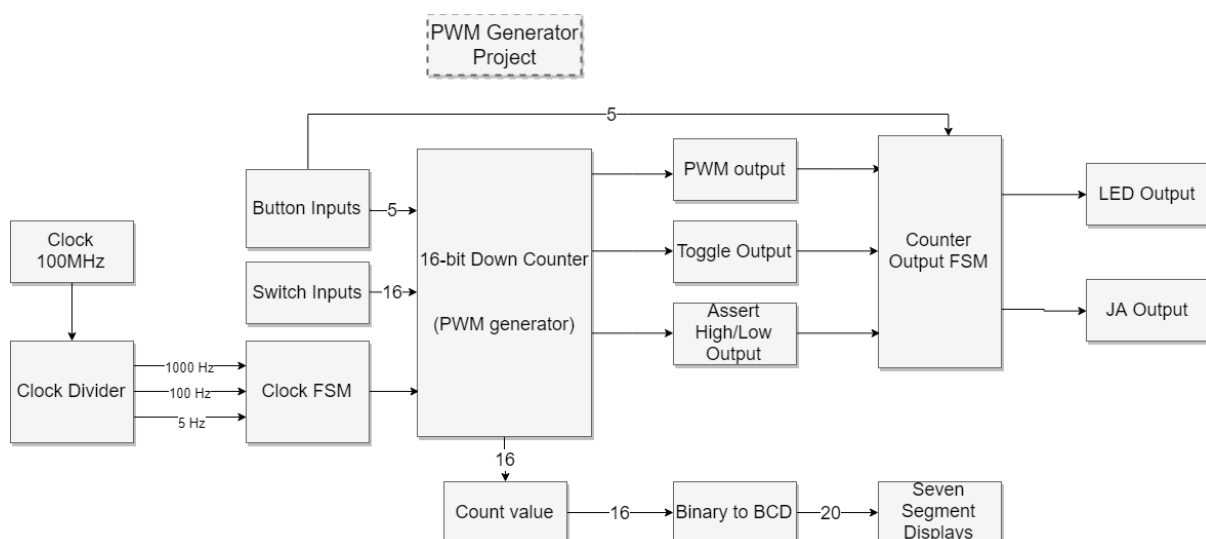 PWM Generator
Project
5
Button Inputs
5
PWM output
LED Output
Clock
100MHz
16-bit Down Counter
Toggle Output
Counter
Output FSM
Switch Inputs
16
(PWM generator)
Assert
High/Low
Output
JA Output
Clock Divider
1000 Hz
100 Hz
5 Hz
Clock FSM
16
Count value
16
Binary to BCD
20
Seven
Segment
Displays